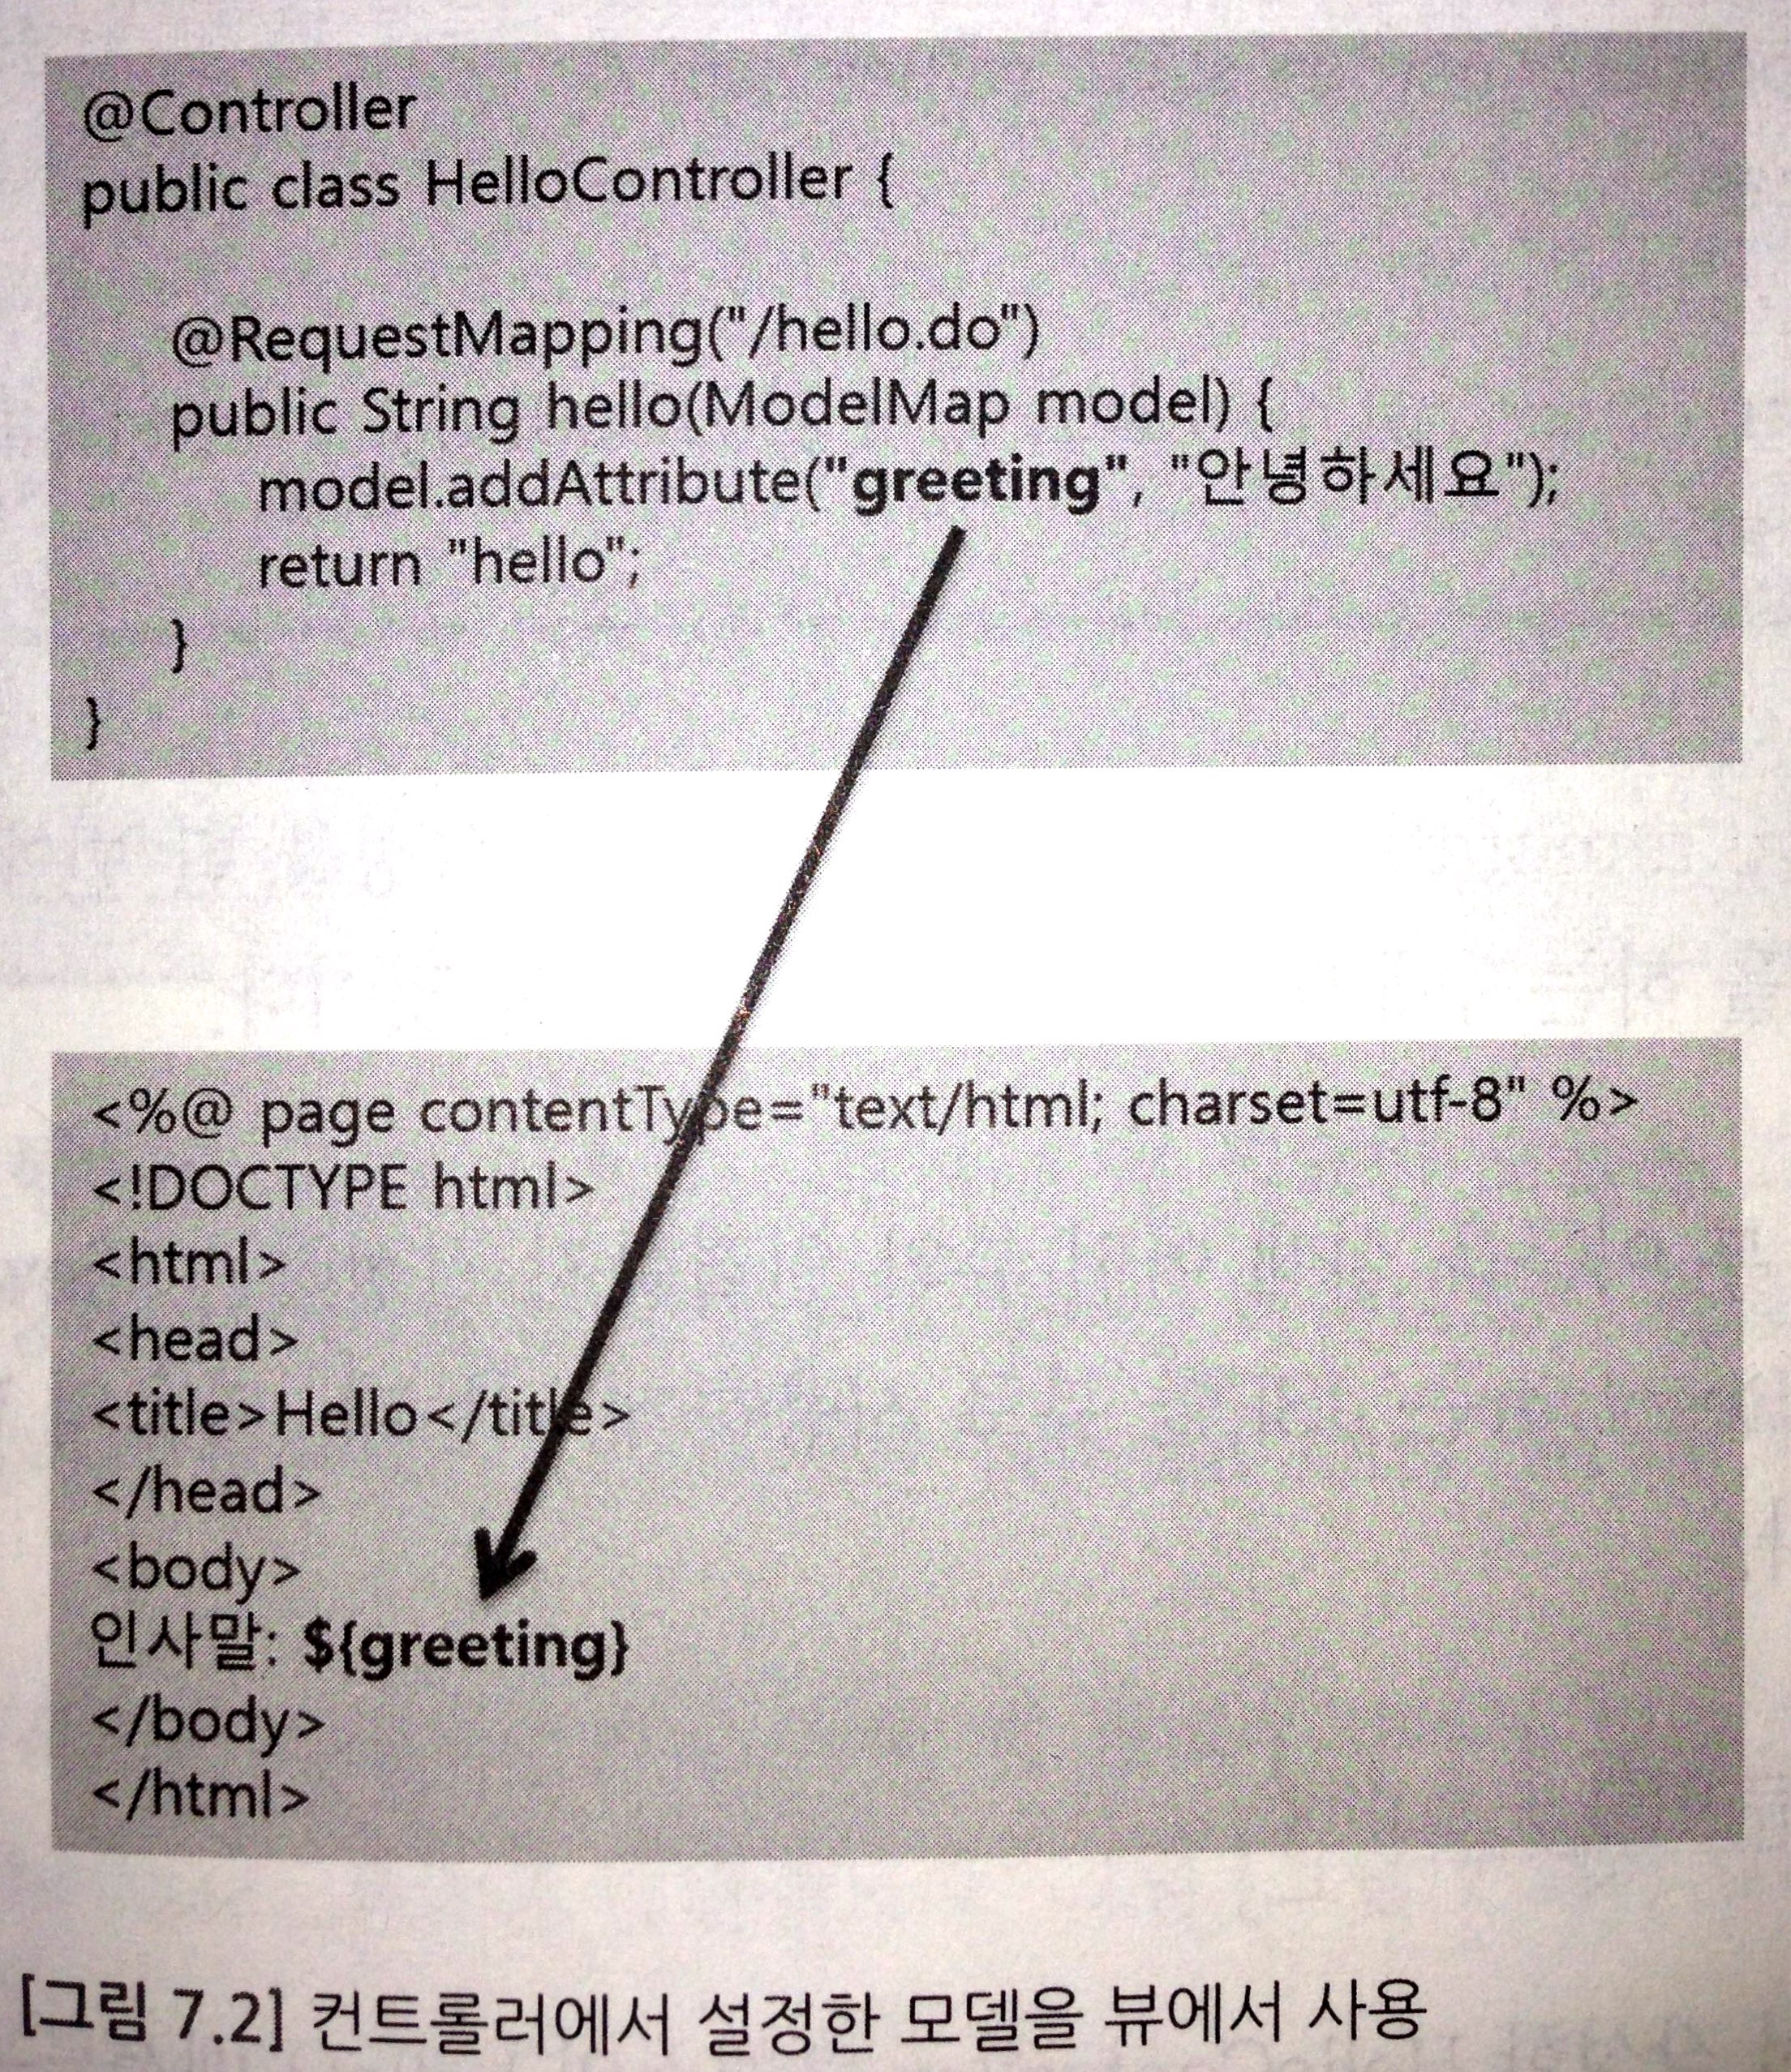 @Controller
public class HelloController {
@RequestMapping("/hello.do")
public String hello(ModelMap model) {
model.addAttribute("greeting", "안녕하세요");
return "hello";
}
}
<%@ page contentType="text/html; charset=utf-8" %>
<!DOCTYPE html>
<html>
<head>
<title>Hello</title>
</head>
<body>
인사말: ${greeting}
</body>
</html>
[그림 7.2] 컨트롤러에서 설정한 모델을 뷰에서 사용